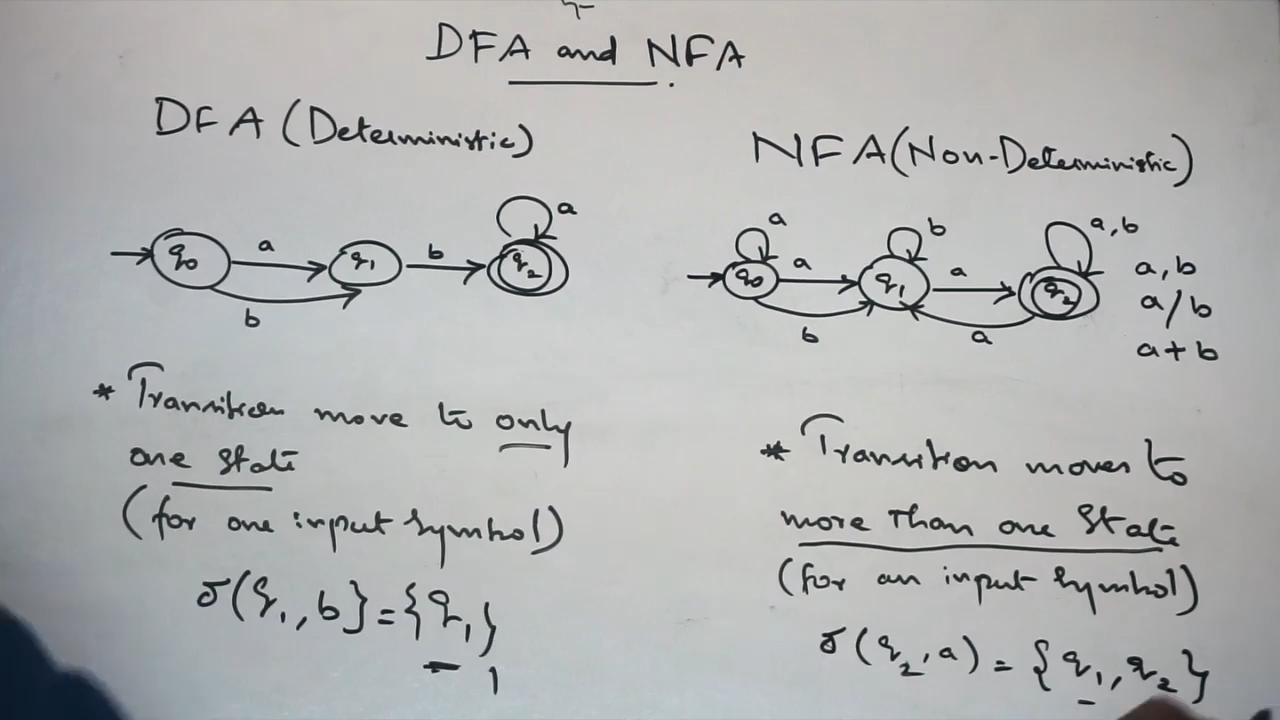 DFA and NFA
DFA (Deterministic)
a
q0 a q1 b q2
b
* Transition move to only
one state
(for one input symbol)
δ(q1, b} = {q1}
1
NFA (Non-Deterministic)
a b a,b
q0 a q1 a q2
b a
a, b
a/b
a+b
* Transition moves to
more than one state
(for an input symbol)
δ(q2, a) = {q1, q2}